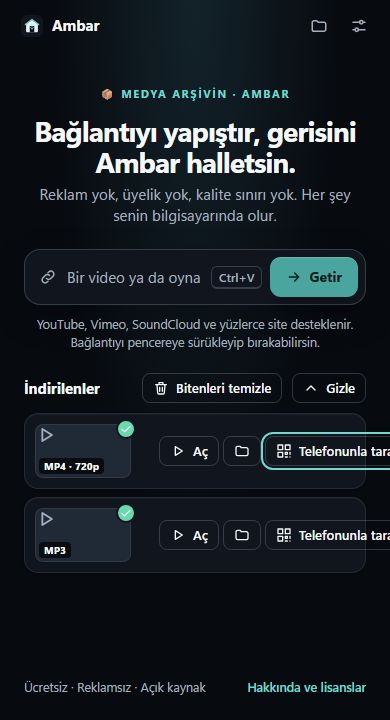 Ambar
MEDYA ARŞİVİN · AMBAR
Bağlantıyı yapıştır, gerisini
Ambar halletsin.
Reklam yok, üyelik yok, kalite sınırı yok. Her şey
senin bilgisayarında olur.
Bir video ya da oyna
Ctrl+V
Getir
YouTube, Vimeo, SoundCloud ve yüzlerce site desteklenir.
Bağlantıyı pencereye sürükleyip bırakabilirsin.
İndirilenler
Bitenleri temizle
Gizle
MP4 · 720p
Aç
Telefonunla tara
MP3
Aç
Telefonunla tara
Ücretsiz · Reklamsız · Açık kaynak
Hakkında ve lisanslar